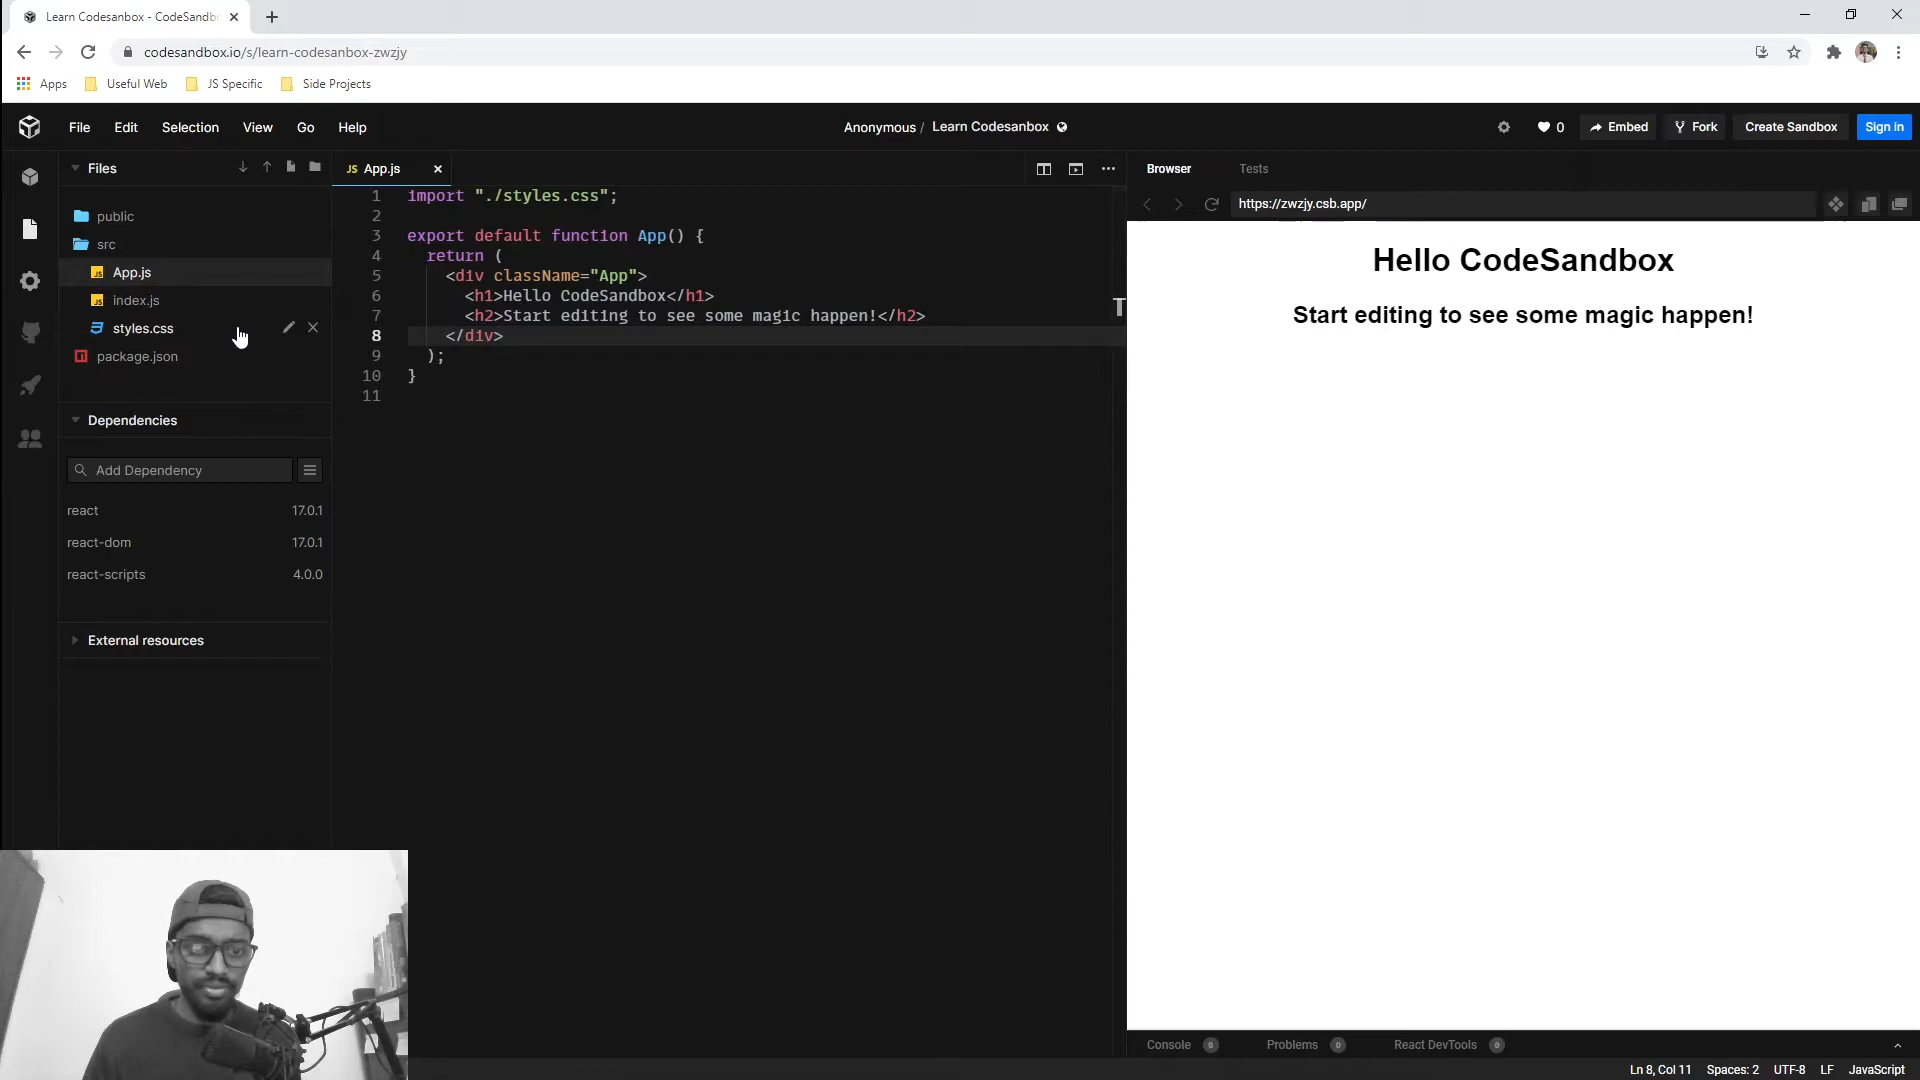 Learn Codesanbox - CodeSandb
codesandbox.io/s/learn-codesanbox-zwzjy
Apps
Useful Web
JS Specific
Side Projects
File
Edit
Selection
View
Go
Help
Anonymous / Learn Codesanbox
0
Embed
Fork
Create Sandbox
Sign in
Files
public
src
JS App.js
JS index.js
styles.css
package.json
Dependencies
Add Dependency
react 17.0.1
react-dom 17.0.1
react-scripts 4.0.0
External resources
JS App.js
1 import "./styles.css";
2
3 export default function App() {
4 return (
5 <div className="App">
6 <h1>Hello CodeSandbox</h1>
7 <h2>Start editing to see some magic happen!</h2>
8 </div>
9 );
10 }
11
Browser
Tests
https://zwzjy.csb.app/
Hello CodeSandbox
Start editing to see some magic happen!
Console 0
Problems 0
React DevTools 0
Ln 8, Col 11
Spaces: 2
UTF-8
LF
JavaScript